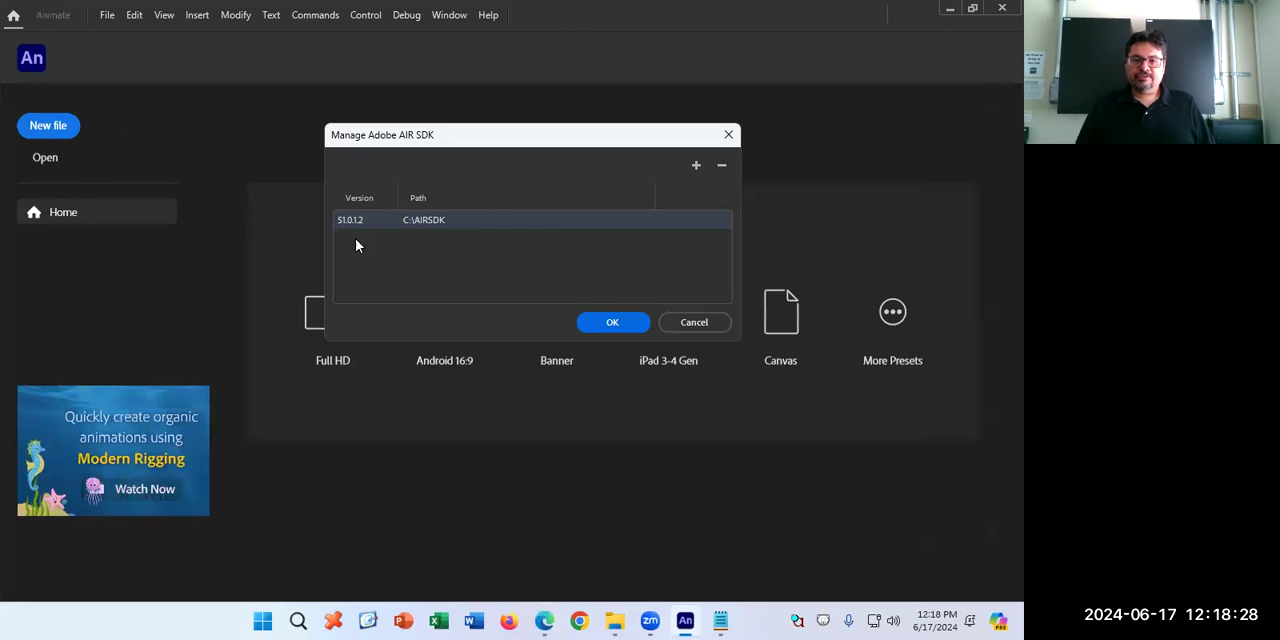 Animate File Edit View Insert Modify Text Commands Control Debug Window Help
An
New file
Open
Home
Manage Adobe AIR SDK
Version Path
51.0.1.2 C:\AIRSDK
OK Cancel
Full HD Android 16:9 Banner iPad 3-4 Gen Canvas More Presets
Quickly create organic
animations using
Modern Rigging
Watch Now
zm An
12:18 PM
6/17/2024
PRE
2024-06-17 12:18:28